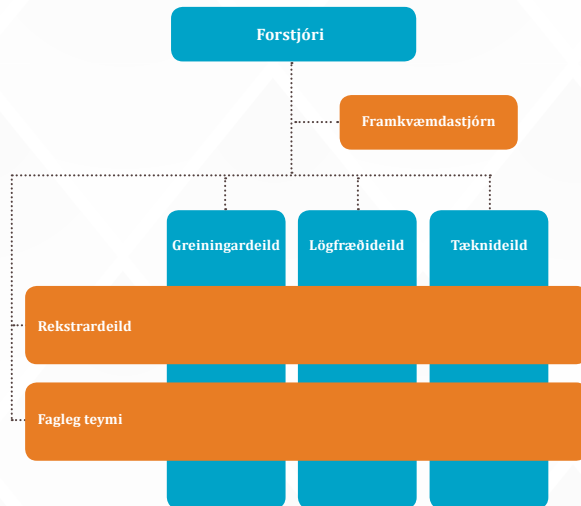 Forstjóri
Framkvæmdastjórn
Greiningardeild
Lögfræðideild
Tæknideild
Rekstrardeild
Fagleg teymi